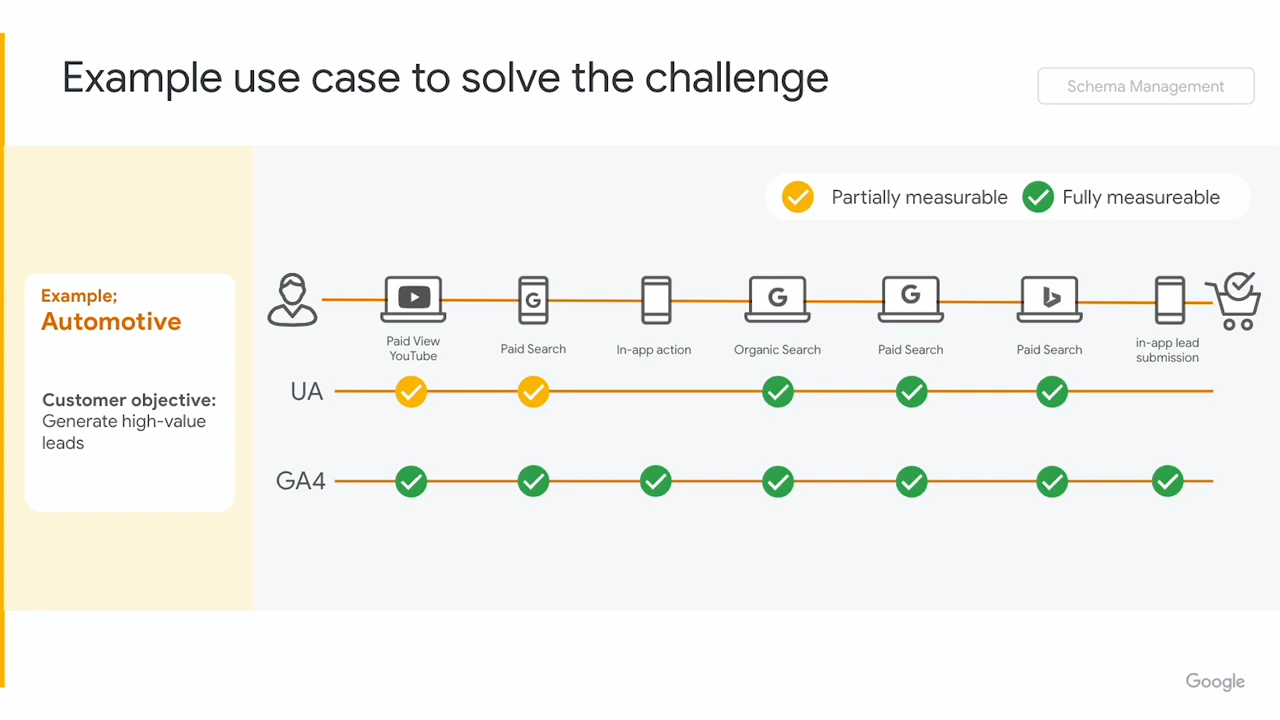 Example use case to solve the challenge
Schema Management
Partially measurable
Fully measureable
Example;
Automotive
Customer objective:
Generate high-value
leads
G
G
G
Paid View
YouTube
Paid Search
In-app action
Organic Search
Paid Search
Paid Search
in-app lead
submission
UA
GA4
Google